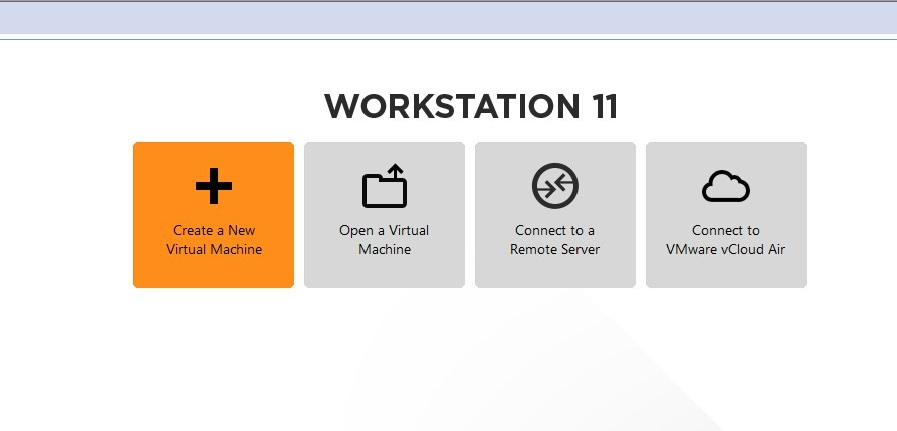 WORKSTATION 11
Create a New
Virtual Machine
Open a Virtual
Machine
Connect to a
Remote Server
Connect to
VMware vCloud Air